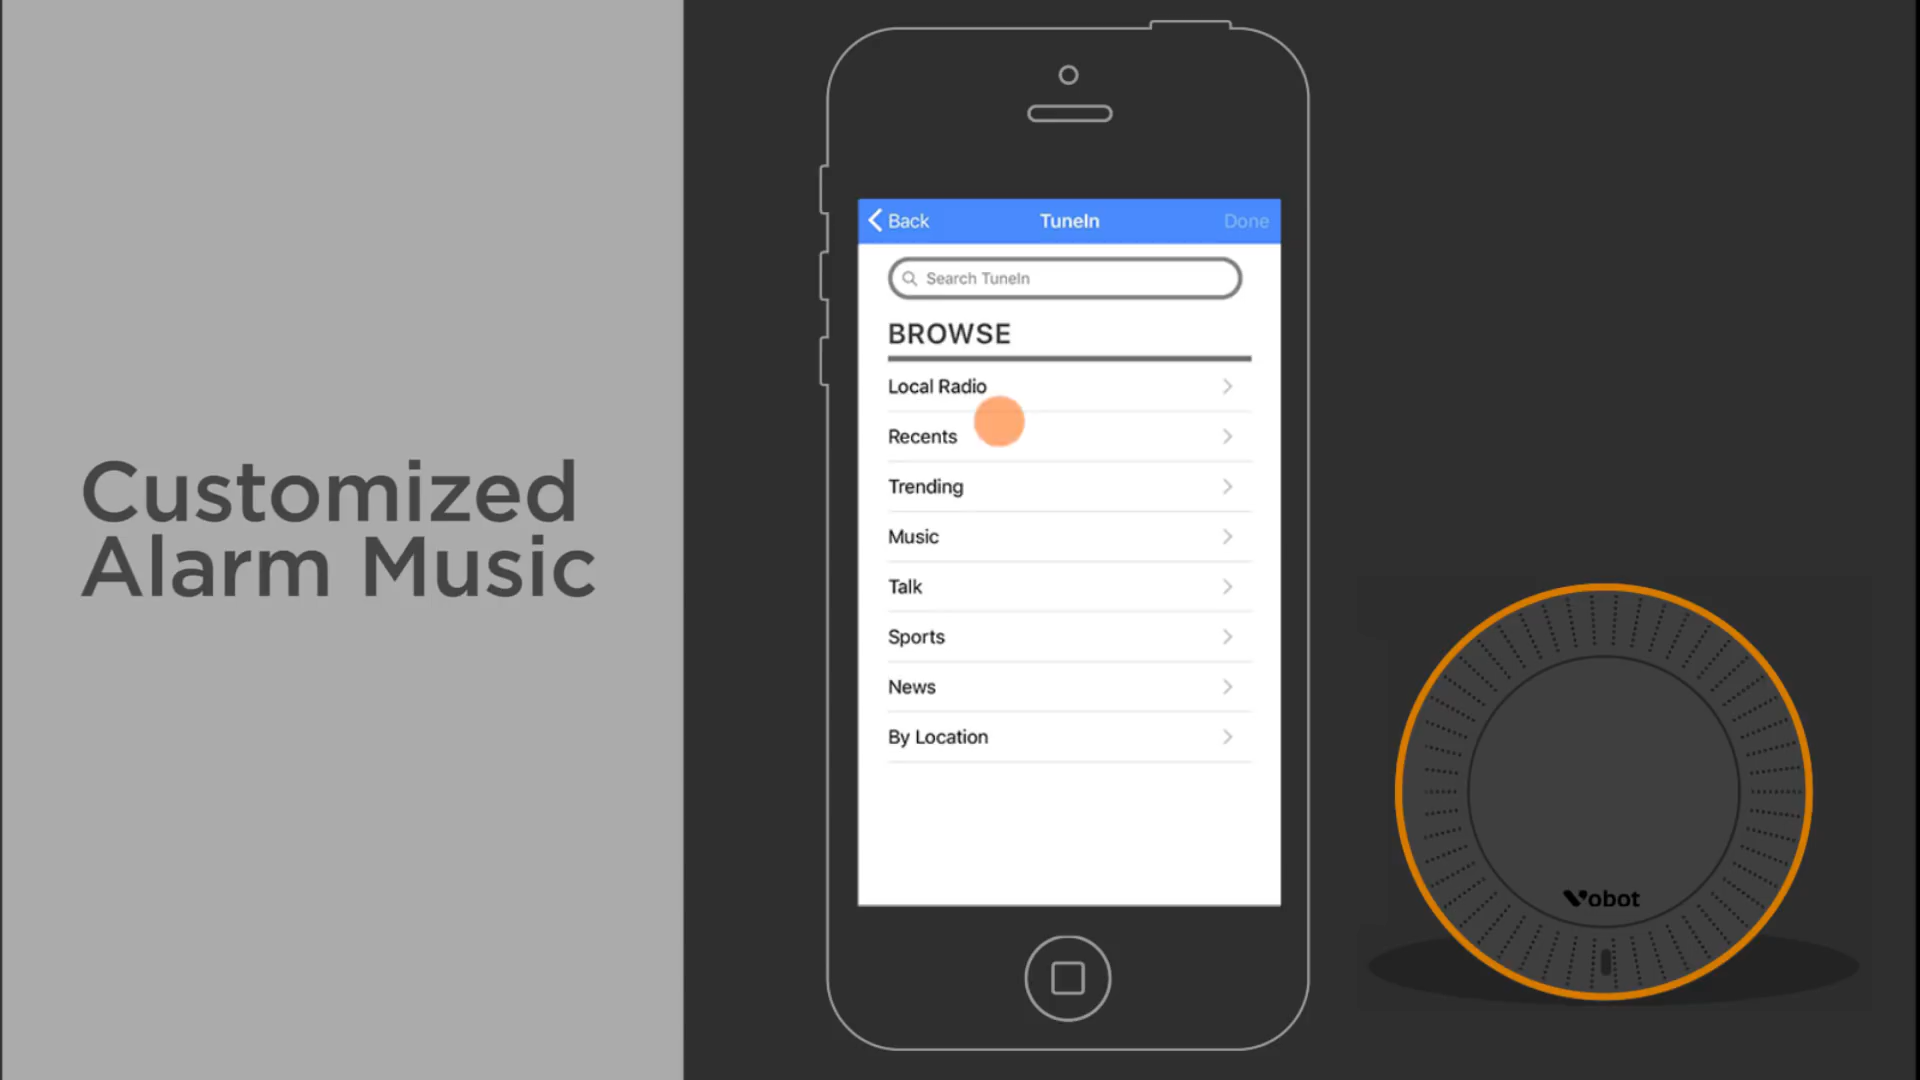 Customized
Alarm Music
Back
TuneIn
Done
Search TuneIn
BROWSE
Local Radio
Recents
Trending
Music
Talk
Sports
News
By Location
Vobot